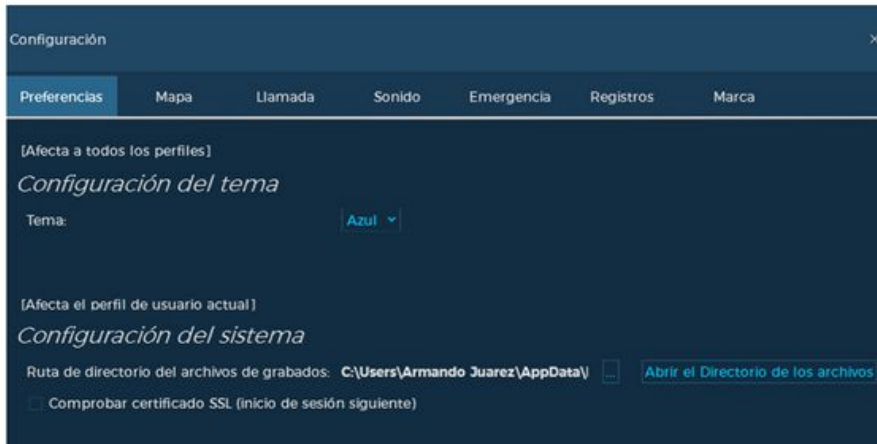 Configuración
Preferencias Mapa Llamada Sonido Emergencia Registros Marca
[Afecta a todos los perfiles]
Configuración del tema
Tema: Azul
[Afecta el perfil de usuario actual]
Configuración del sistema
Ruta de directorio del archivos de grabados: C:\Users\Armando Juarez\AppData\l ... Abrir el Directorio de los archivos
Comprobar certificado SSL (inicio de sesión siguiente)